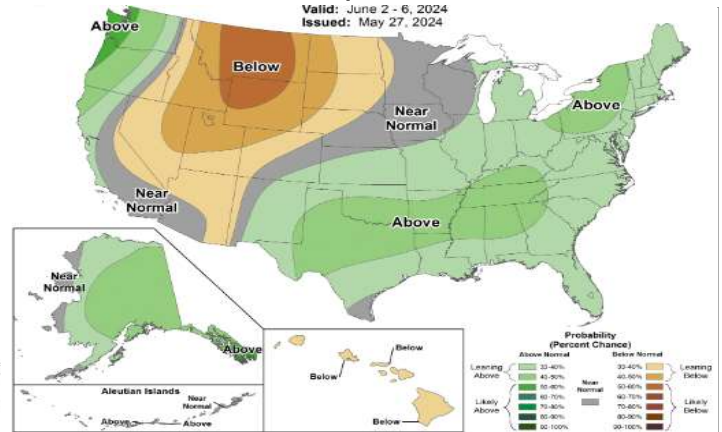 Valid: June 2 - 6, 2024
Issued: May 27, 2024
Above
Below
Near
Normal
Above
Near
Normal
Above
Near
Normal
Above
Aleutian Islands
Near
Normal
Above
Above
Below
Below
Below
Probability
(Percent Chance)
Above Normal
Below Normal
Leaning
Above
33-40%
40-50%
Near
Normal
33-40%
40-50%
Leaning
Below
Likely
Above
50-60%
60-70%
70-80%
80-90%
90-100%
50-60%
60-70%
70-80%
80-90%
90-100%
Likely
Below